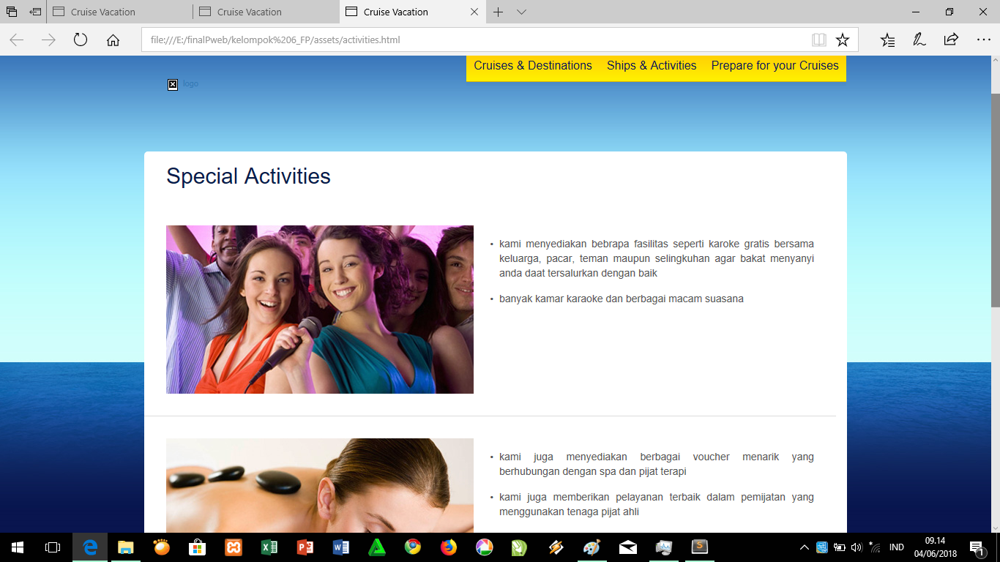 Cruise Vacation
Cruise Vacation
Cruise Vacation
file:///E:/finalPweb/kelompok%206_FP/assets/activities.html
Cruises & Destinations
Ships & Activities
Prepare for your Cruises
logo
Special Activities
• kami menyediakan bebrapa fasilitas seperti karoke gratis bersama
keluarga, pacar, teman maupun selingkuhan agar bakat menyanyi
anda daat tersalurkan dengan baik
• banyak kamar karaoke dan berbagai macam suasana
• kami juga menyediakan berbagai voucher menarik yang
berhubungan dengan spa dan pijat terapi
• kami juga memberikan pelayanan terbaik dalam pemijatan yang
menggunakan tenaga pijat ahli
IND
09.14
04/06/2018
1